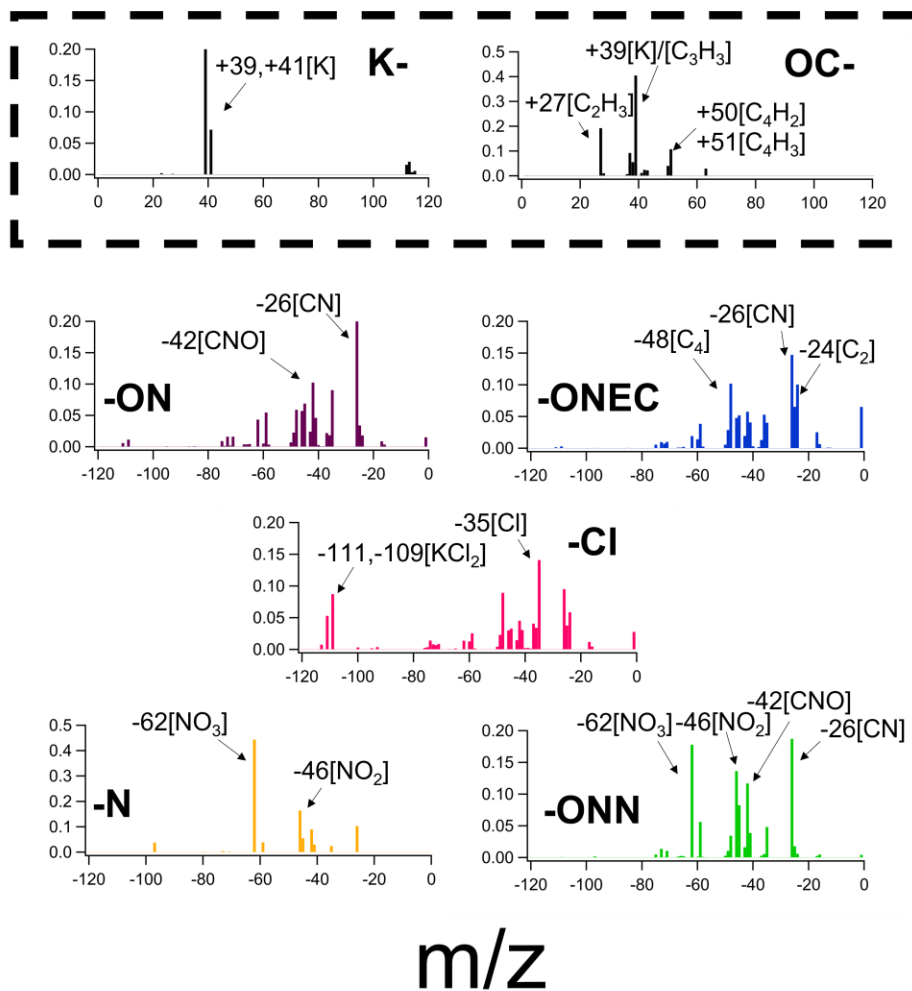 0.20
0.15
0.10
0.05
0.00
+39,+41[K]
K-
0 20 40 60 80 100 120
0.5
0.4
0.3
0.2
0.1
0.0
+39[K]/[C₃H₃]
OC-
+27[C₂H₃]
+50[C₄H₂]
+51[C₄H₃]
0 20 40 60 80 100 120
0.20
0.15
0.10
0.05
0.00
-26[CN]
-42[CNO]
-ON
-120 -100 -80 -60 -40 -20 0
0.20
0.15
0.10
0.05
0.00
-26[CN]
-48[C₄]
-24[C₂]
-ONEC
-120 -100 -80 -60 -40 -20 0
0.20
0.15
0.10
0.05
0.00
-35[Cl]
-Cl
-111,-109[KCl₂]
-120 -100 -80 -60 -40 -20 0
0.5
0.4
0.3
0.2
0.1
0.0
-62[NO₃]
-46[NO₂]
-N
-120 -100 -80 -60 -40 -20 0
0.20
0.15
0.10
0.05
0.00
-42[CNO]
-62[NO₃]
-46[NO₂]
-26[CN]
-ONN
-120 -100 -80 -60 -40 -20 0
m/z